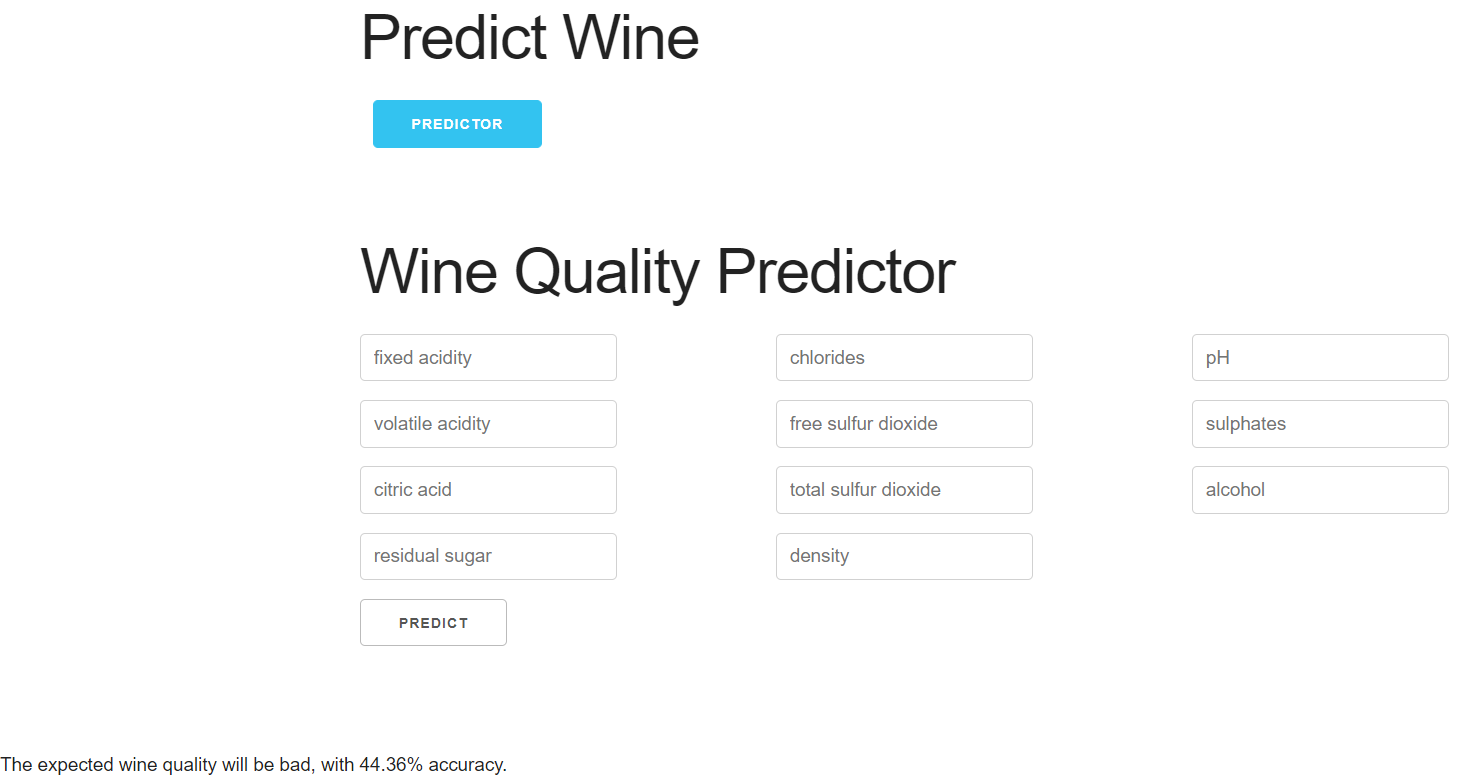 Predict Wine
PREDICTOR
Wine Quality Predictor
fixed acidity
chlorides
pH
volatile acidity
free sulfur dioxide
sulphates
citric acid
total sulfur dioxide
alcohol
residual sugar
density
PREDICT
The expected wine quality will be bad, with 44.36% accuracy.